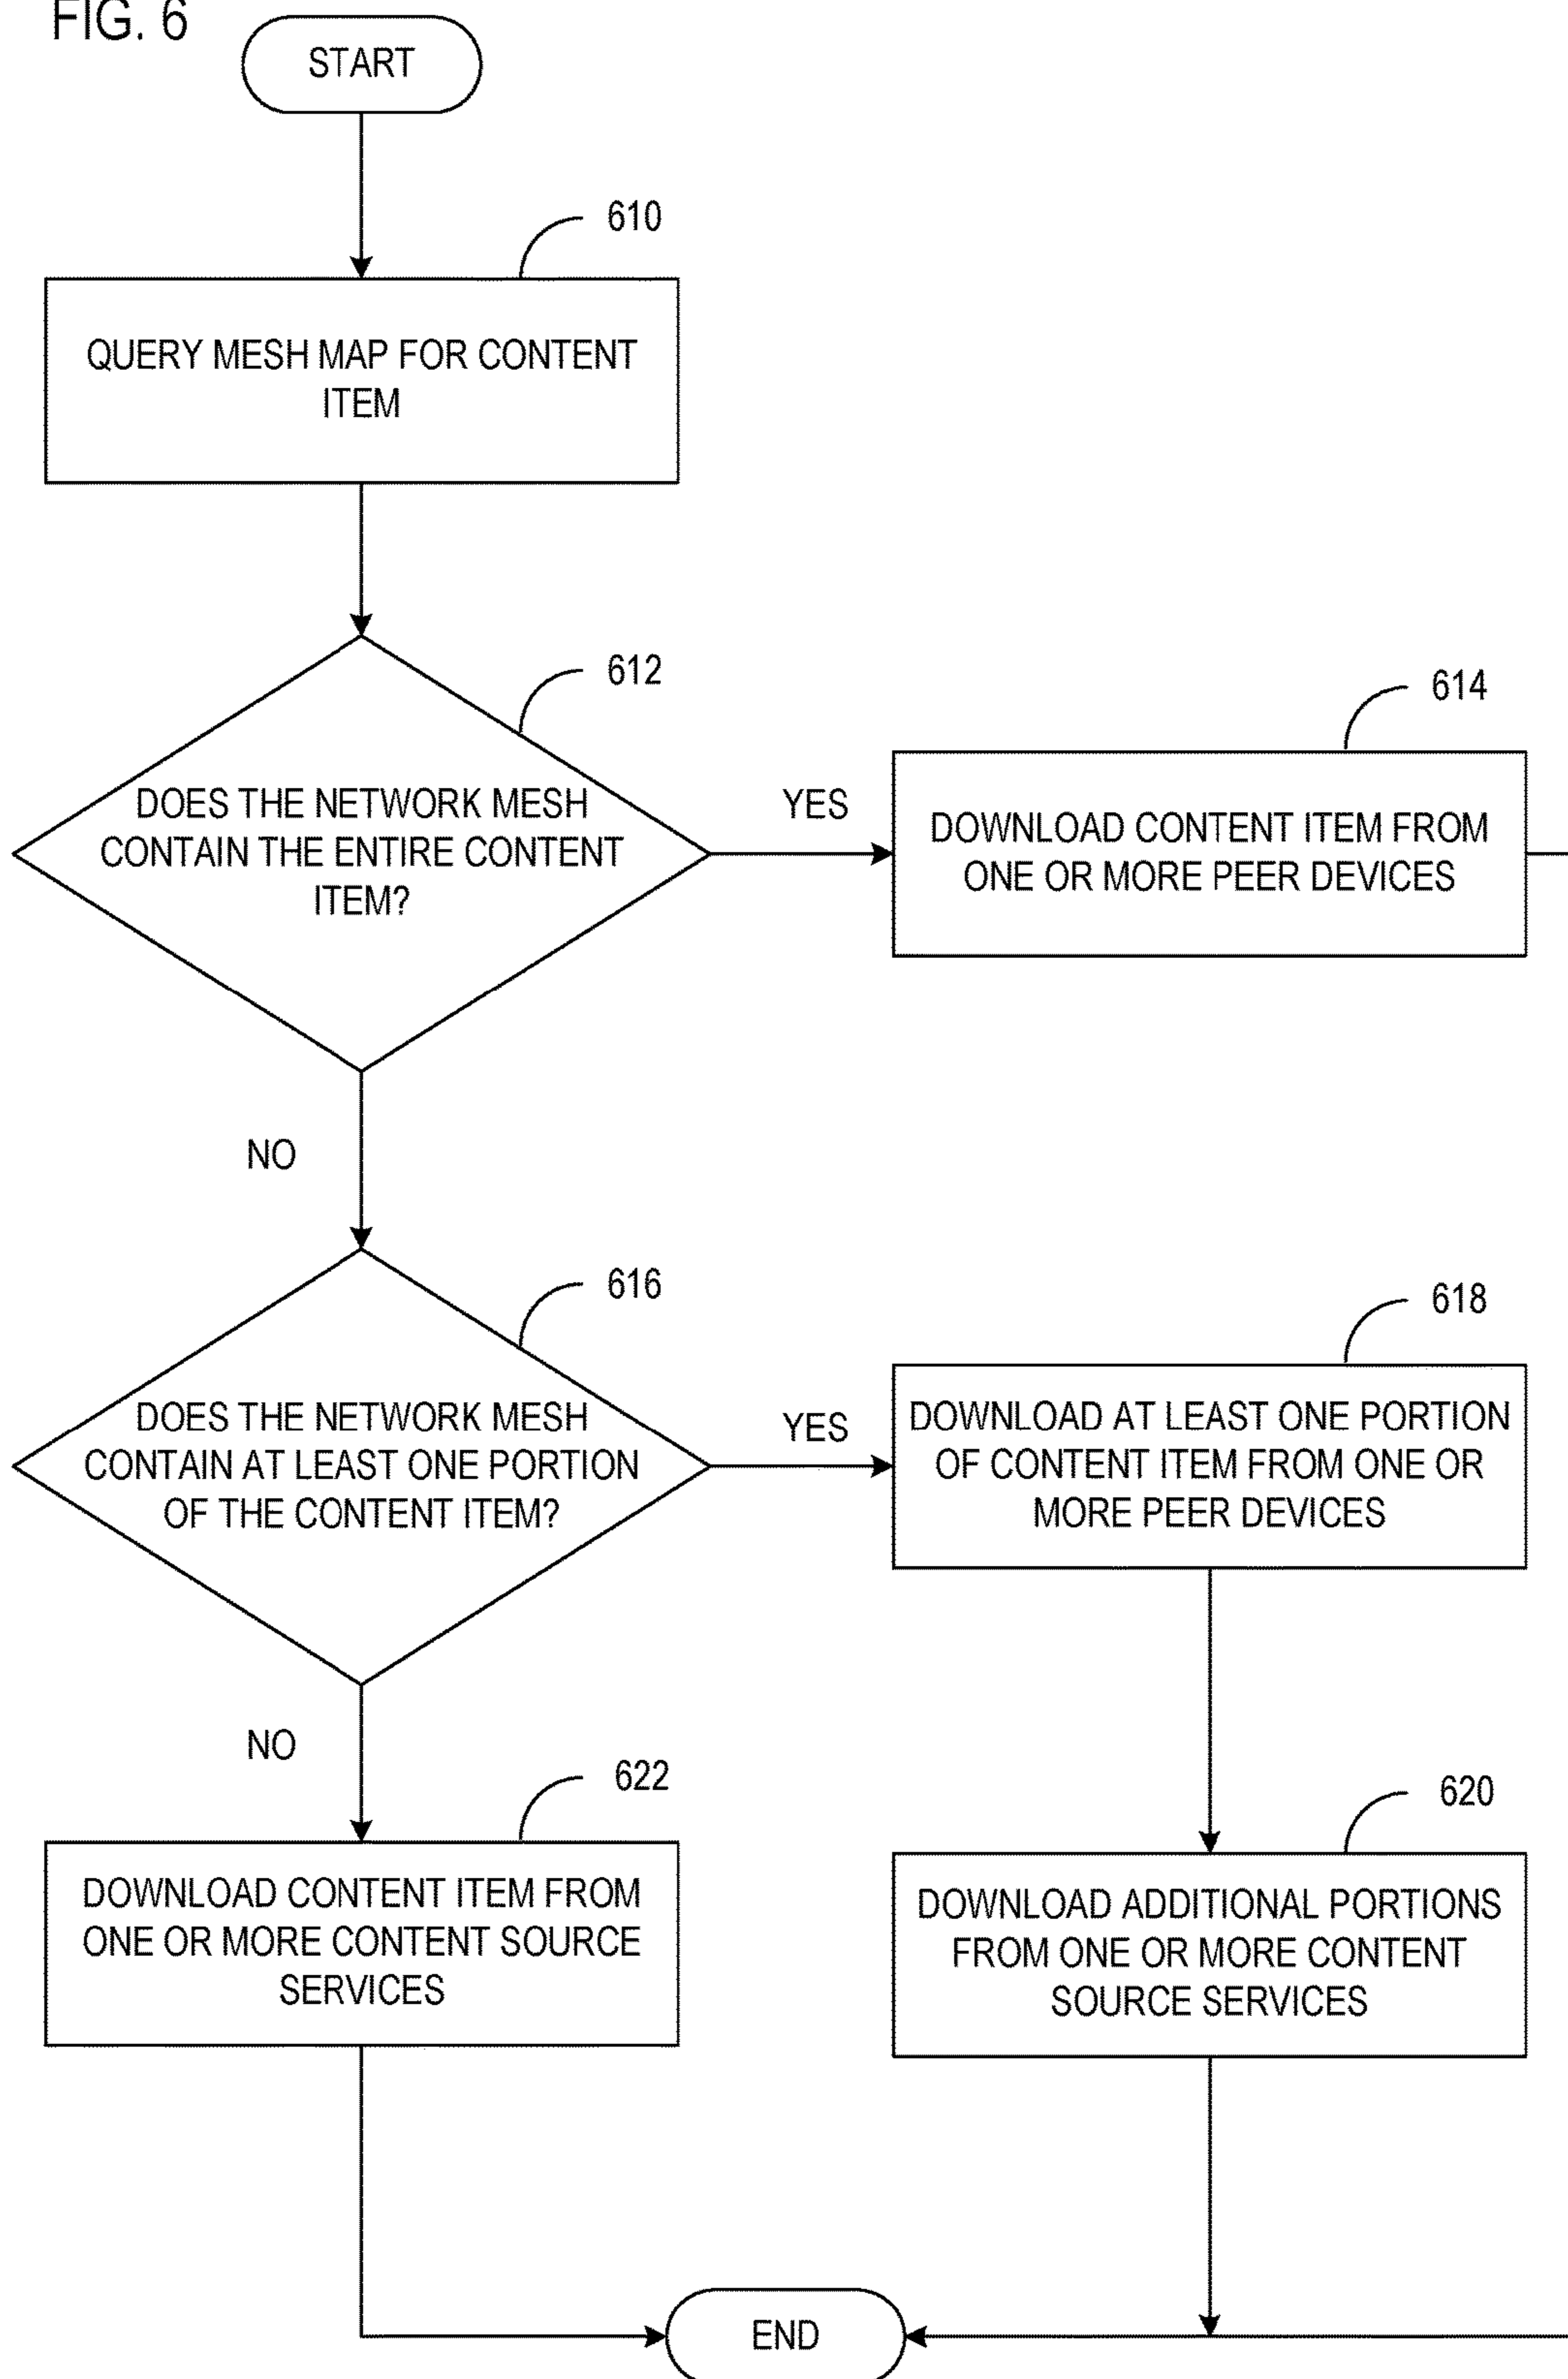 FIG. 6
START
610
QUERY MESH MAP FOR CONTENT
ITEM
612
DOES THE NETWORK MESH
CONTAIN THE ENTIRE CONTENT
ITEM?
YES
614
DOWNLOAD CONTENT ITEM FROM
ONE OR MORE PEER DEVICES
NO
616
DOES THE NETWORK MESH
CONTAIN AT LEAST ONE PORTION
OF THE CONTENT ITEM?
YES
618
DOWNLOAD AT LEAST ONE PORTION
OF CONTENT ITEM FROM ONE OR
MORE PEER DEVICES
NO
622
DOWNLOAD CONTENT ITEM FROM
ONE OR MORE CONTENT SOURCE
SERVICES
620
DOWNLOAD ADDITIONAL PORTIONS
FROM ONE OR MORE CONTENT
SOURCE SERVICES
END